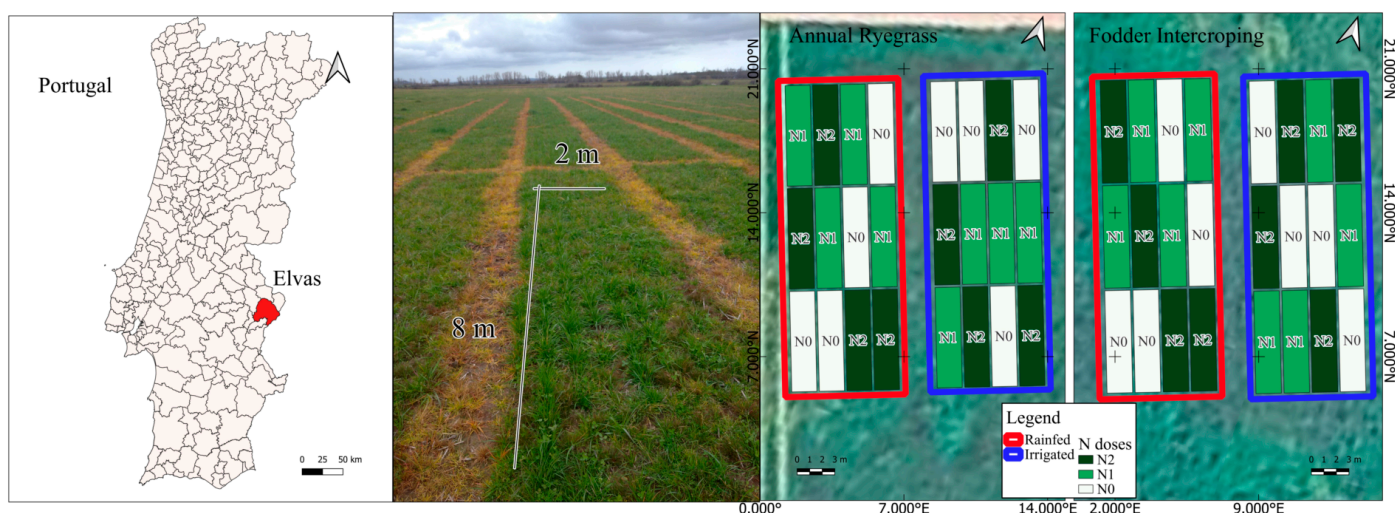 Portugal
Elvas
0 25 50 km
2 m
8 m
Annual Ryegrass
21.000°N
14.000°N
7.000°N
N1 N2 N1 N0
N2 N1 N0 N1
N0 N0 N2 N2
N0 N0 N2 N0
N2 N1 N1 N1
N1 N2 N0 N2
0 1 2 3 m
0.000° 7.000°E 14.000°E
Fodder Intercroping
N2 N1 N0 N1
N1 N2 N1 N0
N0 N0 N2 N2
N0 N2 N1 N2
N2 N0 N0 N1
N1 N1 N2 N0
21.000°N
14.000°N
7.000°N
Legend
Rainfed
Irrigated
N doses
N2
N1
N0
0 1 2 3 m
2.000°E 9.000°E